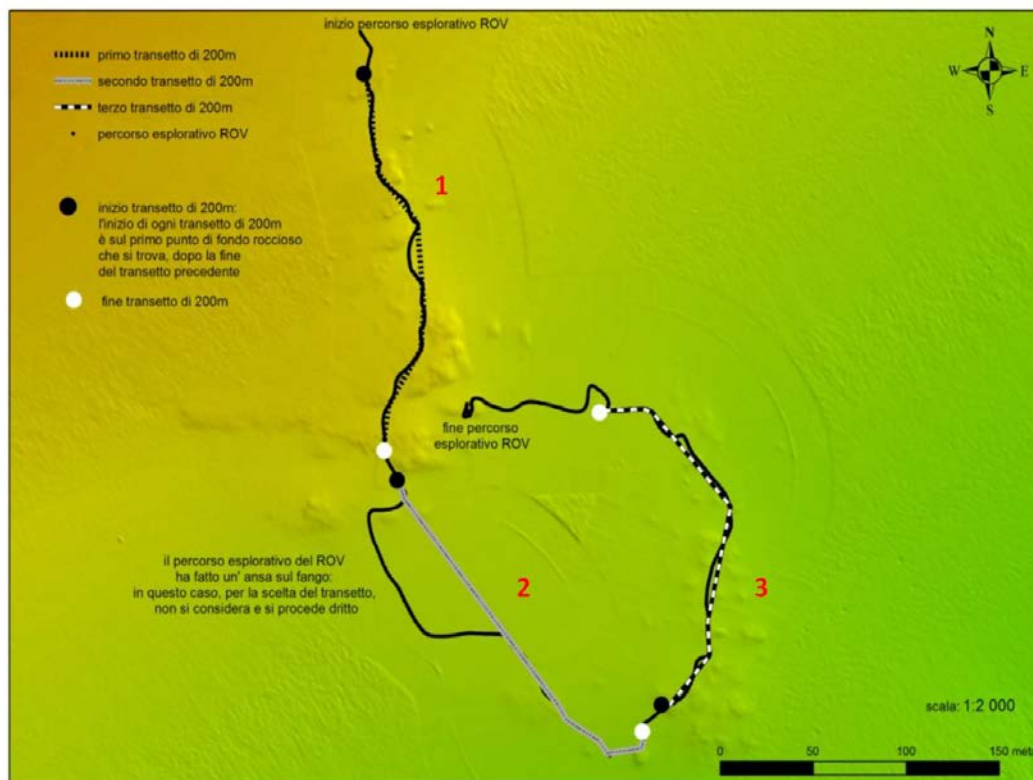 inizio percorso esplorativo ROV
primo transetto di 200m
secondo transetto di 200m
terzo transetto di 200m
percorso esplorativo ROV
inizio transetto di 200m:
l'inizio di ogni transetto di 200m
è sul primo punto di fondo roccioso
che si trova, dopo la fine
del transetto precedente
fine transetto di 200m
N
W E
S
1
fine percorso
esplorativo ROV
il percorso esplorativo del ROV
ha fatto un' ansa sul fango:
in questo caso, per la scelta del transetto,
non si considera e si procede dritto
2
3
scala: 1:2 000
0 50 100 150 meta